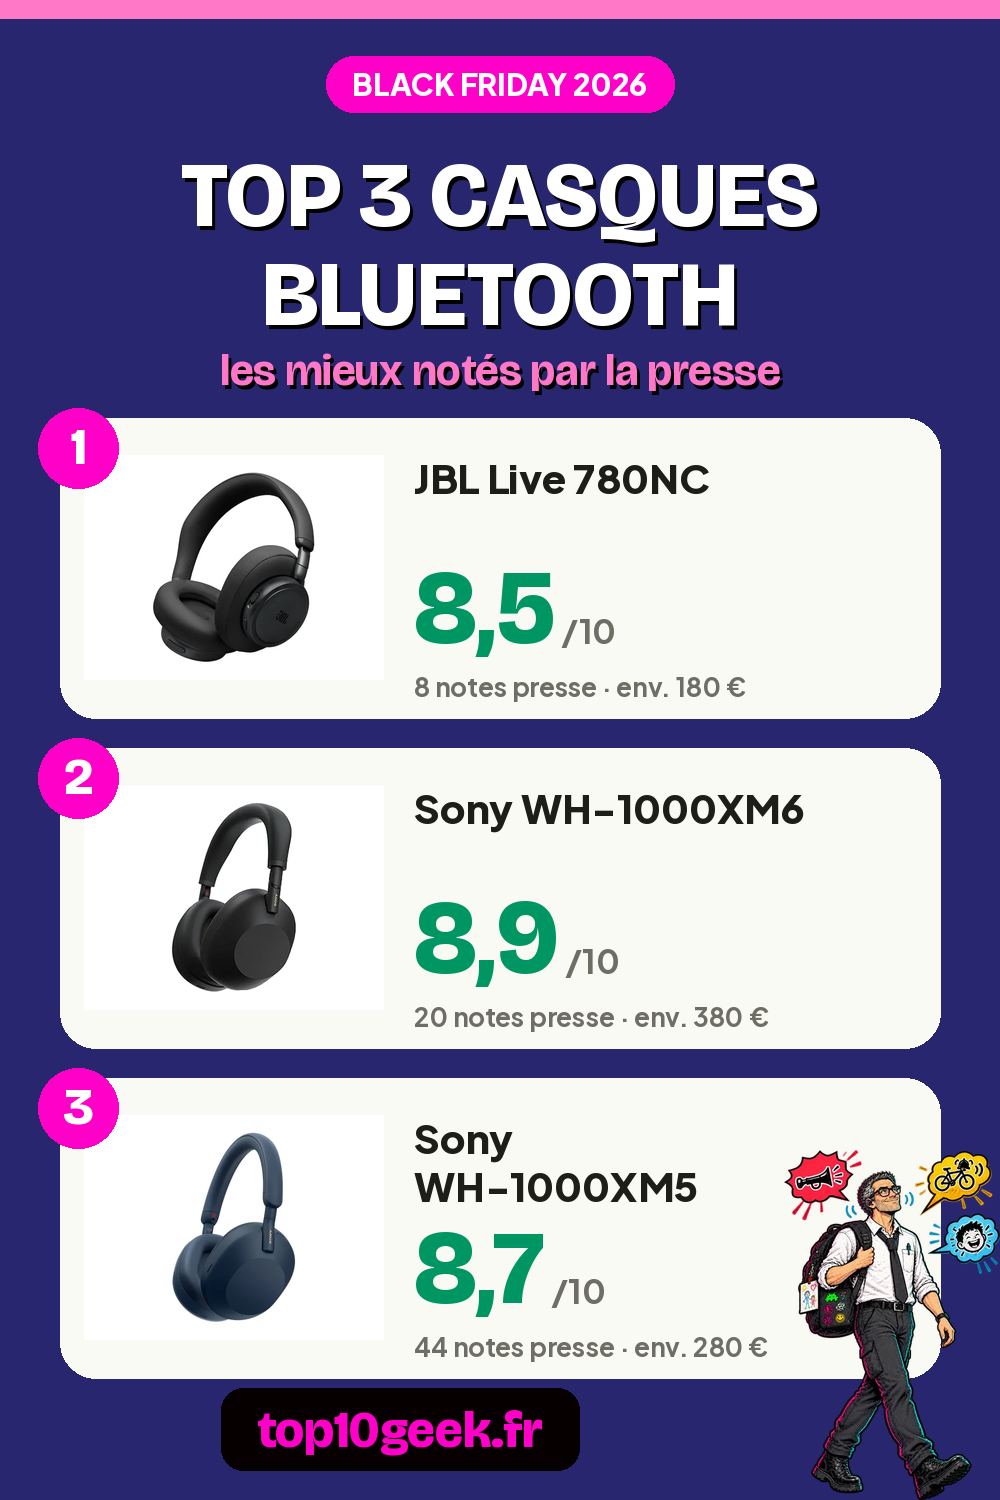 BLACK FRIDAY 2026
TOP 3 CASQUES
BLUETOOTH
les mieux notés par la presse
1
JBL Live 780NC
JBL
8,5 /10
8 notes presse · env. 180 €
2
Sony WH-1000XM6
8,9 /10
20 notes presse · env. 380 €
3
Sony
WH-1000XM5
8,7 /10
44 notes presse · env. 280 €
top10geek.fr